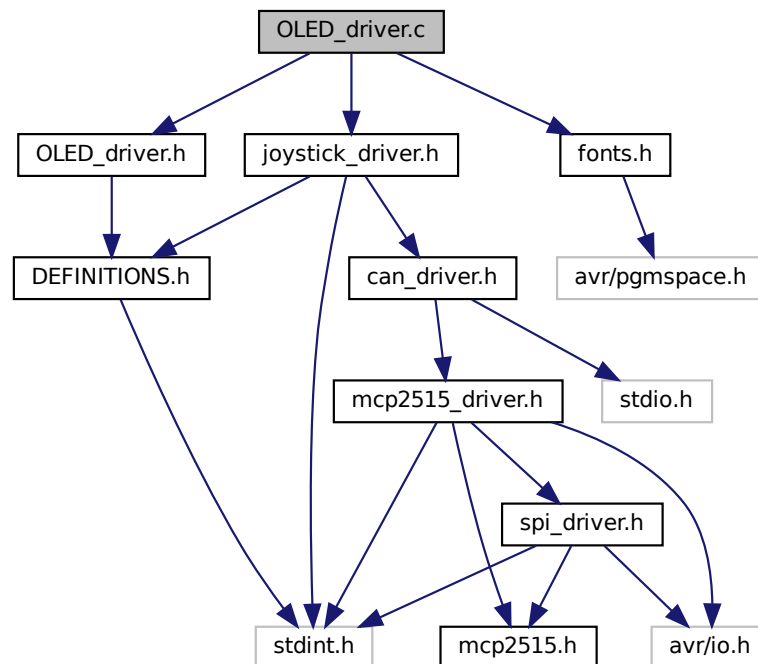 OLED_driver.c
OLED_driver.h
joystick_driver.h
fonts.h
DEFINITIONS.h
can_driver.h
avr/pgmspace.h
mcp2515_driver.h
stdio.h
spi_driver.h
stdint.h
mcp2515.h
avr/io.h